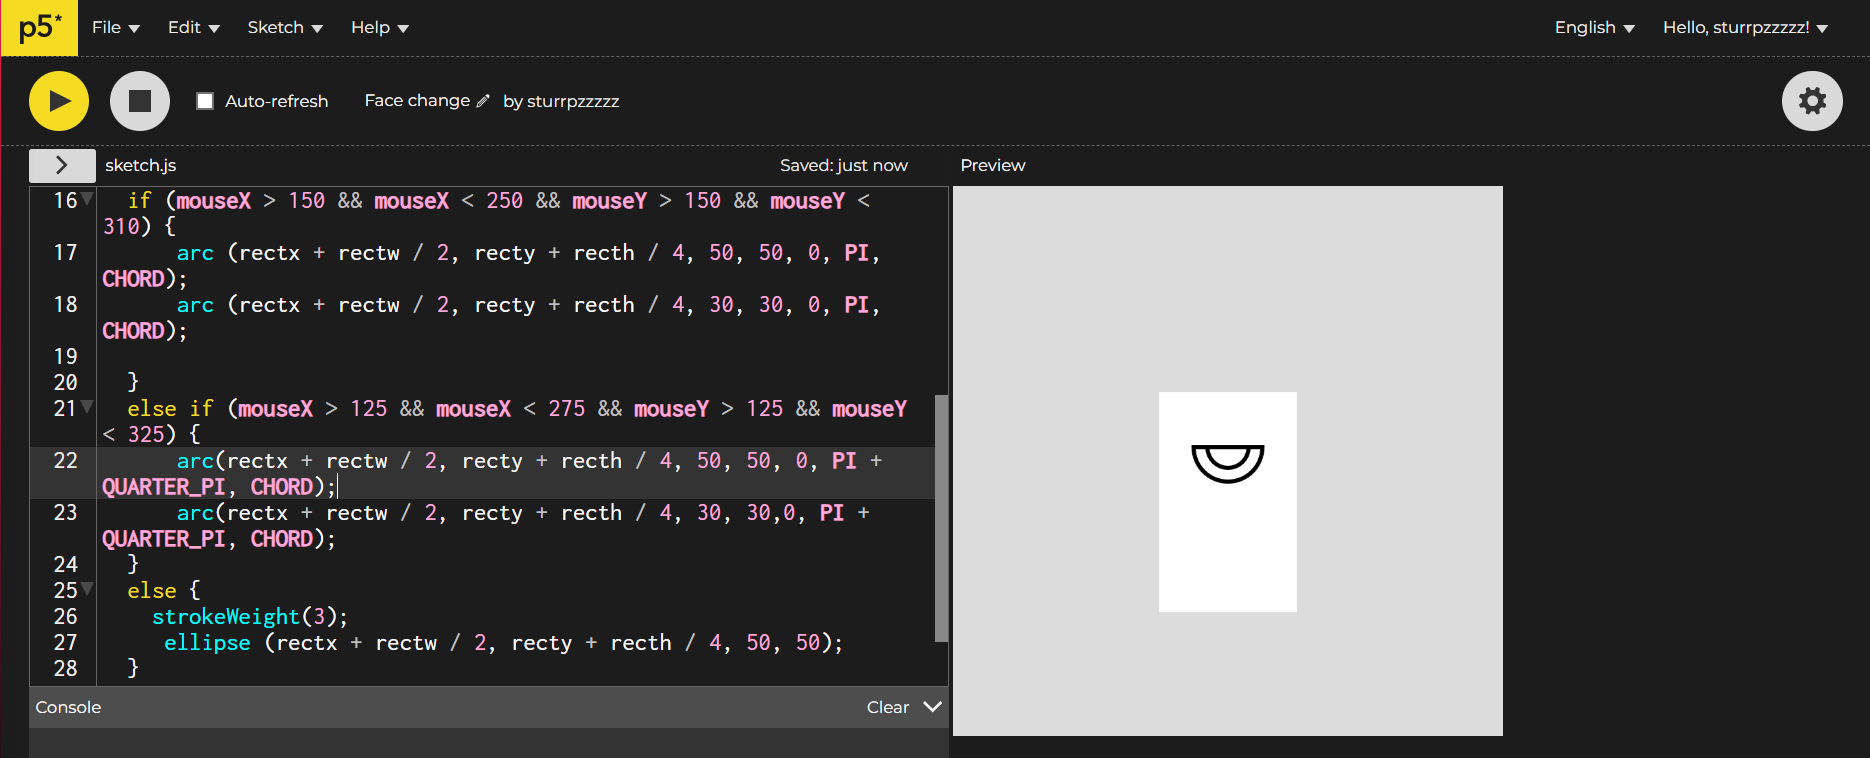 p5* File Edit Sketch Help English Hello, sturrpzzzzz!
Auto-refresh Face change by sturrpzzzzz
sketch.js Saved: just now Preview
16 if (mouseX > 150 && mouseX < 250 && mouseY > 150 && mouseY <
310) {
17 arc (rectx + rectw / 2, recty + recth / 4, 50, 50, 0, PI,
CHORD);
18 arc (rectx + rectw / 2, recty + recth / 4, 30, 30, 0, PI,
CHORD);
19
20 }
21 else if (mouseX > 125 && mouseX < 275 && mouseY > 125 && mouseY
< 325) {
22 arc(rectx + rectw / 2, recty + recth / 4, 50, 50, 0, PI +
QUARTER_PI, CHORD);
23 arc(rectx + rectw / 2, recty + recth / 4, 30, 30,0, PI +
QUARTER_PI, CHORD);
24 }
25 else {
26 strokeWeight(3);
27 ellipse (rectx + rectw / 2, recty + recth / 4, 50, 50);
28 }
Console Clear